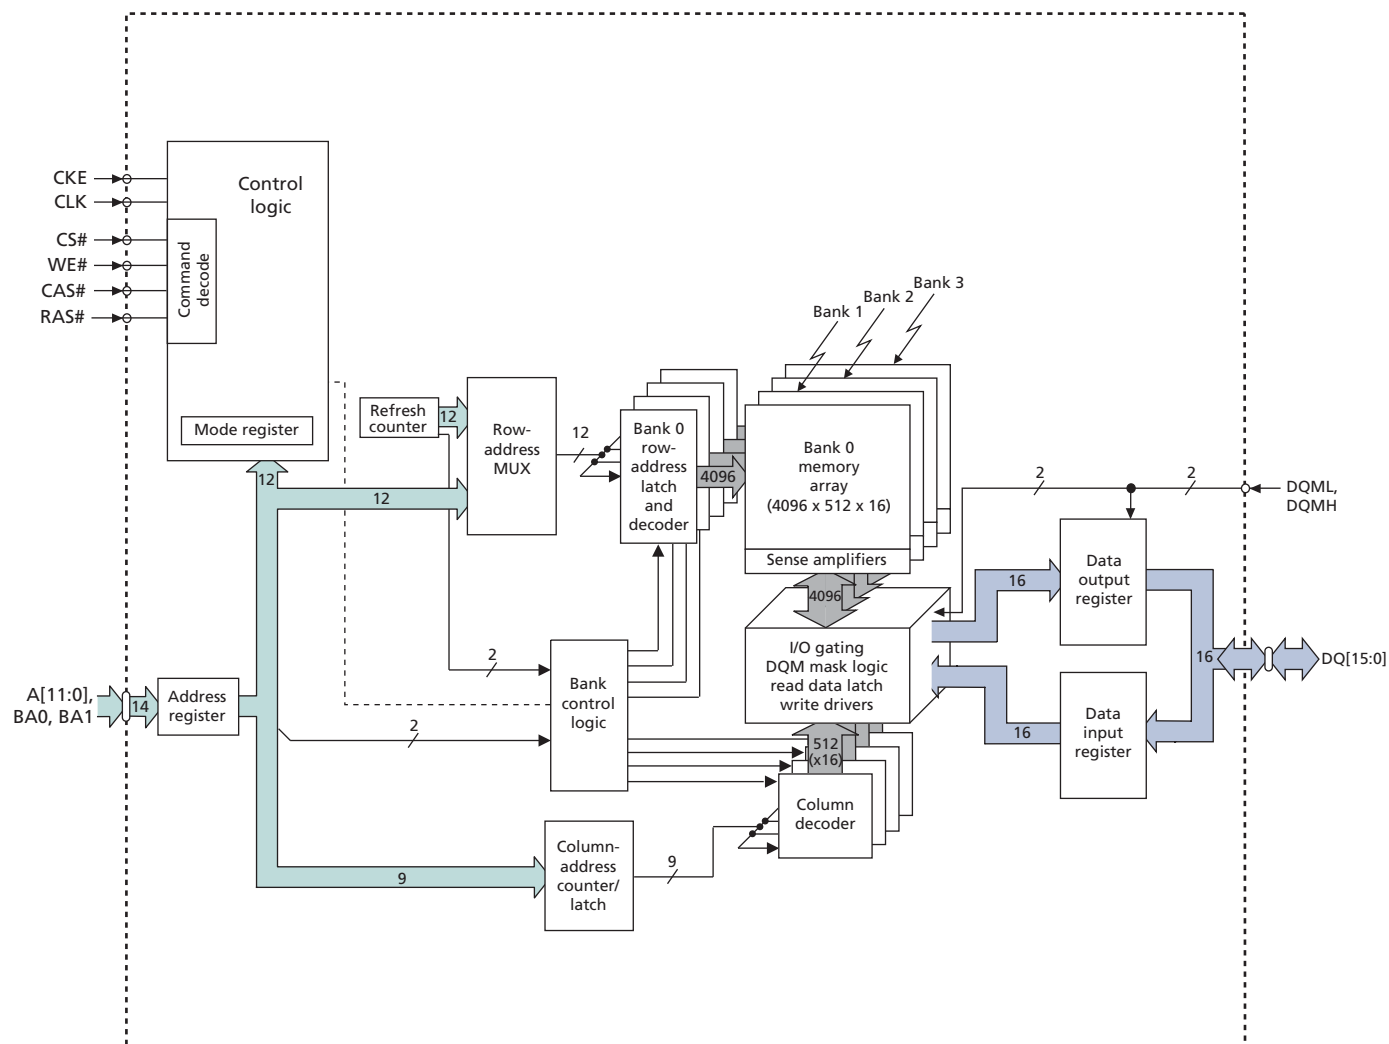 CKE
CLK
CS#
WE#
CAS#
RAS#
Control
logic
Command
decode
Mode register
Bank 1
Bank 2
Bank 3
Refresh
counter
12
Row-
address
MUX
12
Bank 0
row-
address
latch
and
decoder
4096
Bank 0
memory
array
(4096 x 512 x 16)
Sense amplifiers
12
12
4096
2
2
DQML,
DQMH
16
Data
output
register
I/O gating
DQM mask logic
read data latch
write drivers
2
Bank
control
logic
16
DQ[15:0]
A[11:0],
BA0, BA1
14
Address
register
2
16
Data
input
register
512
(x16)
Column
decoder
9
Column-
address
counter/
latch
9